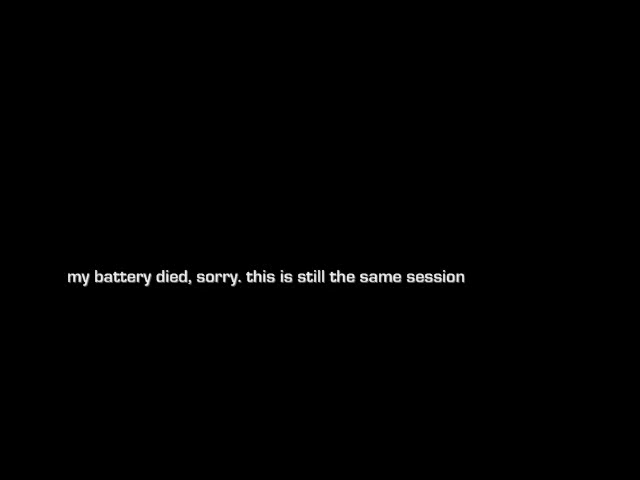 my battery died, sorry. this is still the same session